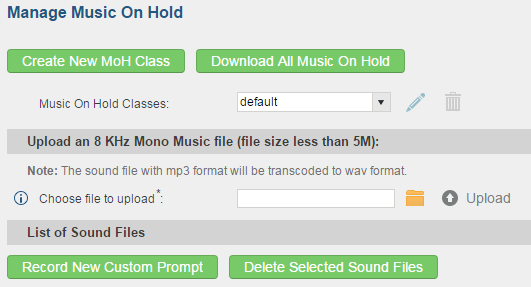 Manage Music On Hold
Create New MoH Class Download All Music On Hold
Music On Hold Classes: default
Upload an 8 KHz Mono Music file (file size less than 5M):
Note: The sound file with mp3 format will be transcoded to wav format.
Choose file to upload*: Upload
List of Sound Files
Record New Custom Prompt Delete Selected Sound Files